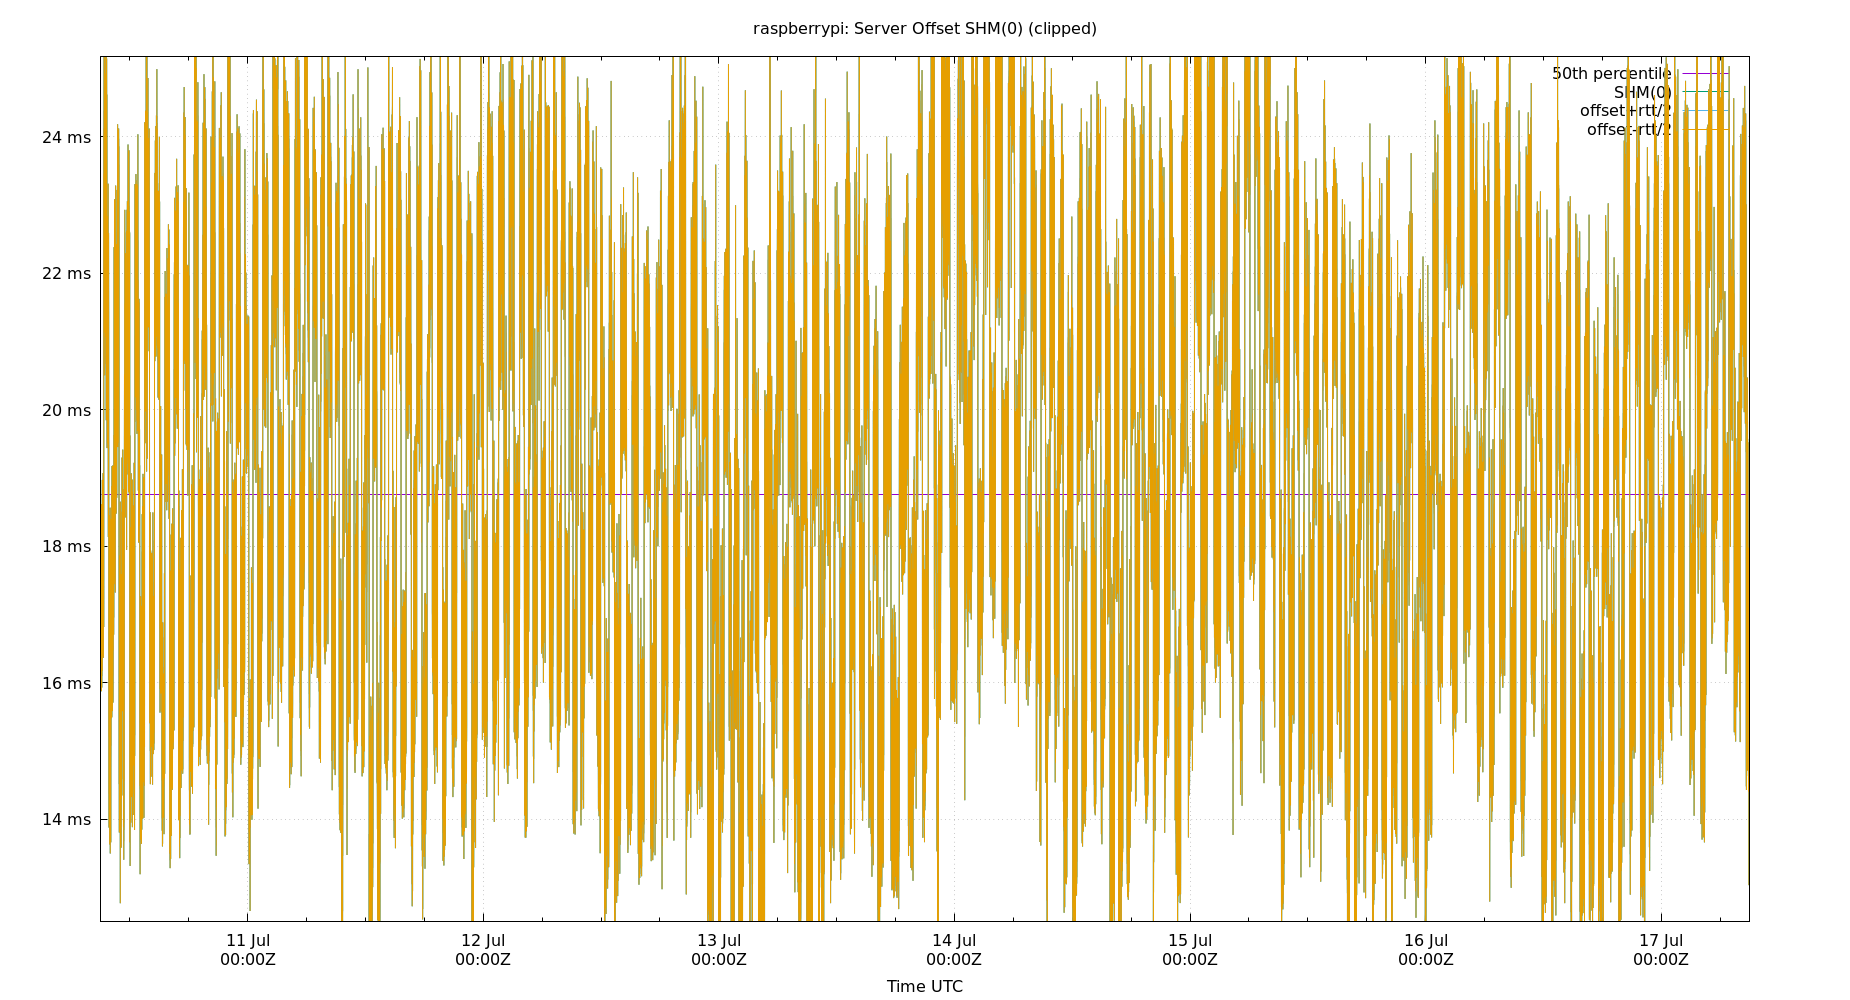 raspberrypi: Server Offset SHM(0) (clipped)
50th percentile
SHM(0)
offset+rtt/2
offset-rtt/2
24 ms
22 ms
20 ms
18 ms
16 ms
14 ms
11 Jul 12 Jul 13 Jul 14 Jul 15 Jul 16 Jul 17 Jul
00:00Z 00:00Z 00:00Z 00:00Z 00:00Z 00:00Z 00:00Z
Time UTC